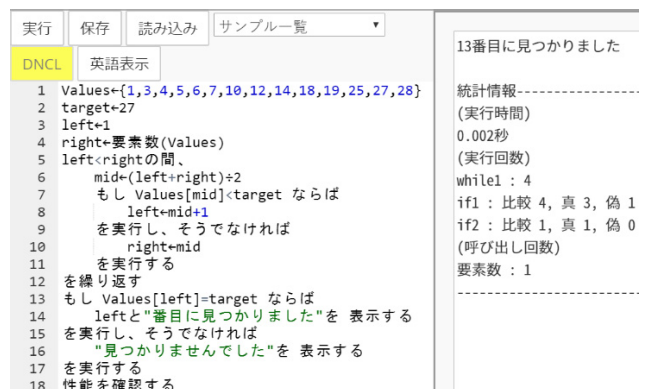 実行 保存 読み込み サンプル一覧
DNCL 英語表示
1 Values←{1,3,4,5,6,7,10,12,14,18,19,25,27,28}
2 target←27
3 left←1
4 right←要素数(Values)
5 left<rightの間、
6 mid←(left+right)÷2
7 もし Values[mid]<target ならば
8 left←mid+1
9 を実行し、そうでなければ
10 right←mid
11 を実行する
12 を繰り返す
13 もし Values[left]=target ならば
14 leftと"番目に見つかりました"を 表示する
15 を実行し、そうでなければ
16 "見つかりませんでした"を 表示する
17 を実行する
18 性能を確認する
13番目に見つかりました
統計情報-----------------
(実行時間)
0.002秒
(実行回数)
while1 : 4
if1 : 比較 4, 真 3, 偽 1
if2 : 比較 1, 真 1, 偽 0
(呼び出し回数)
要素数 : 1
-------------------------